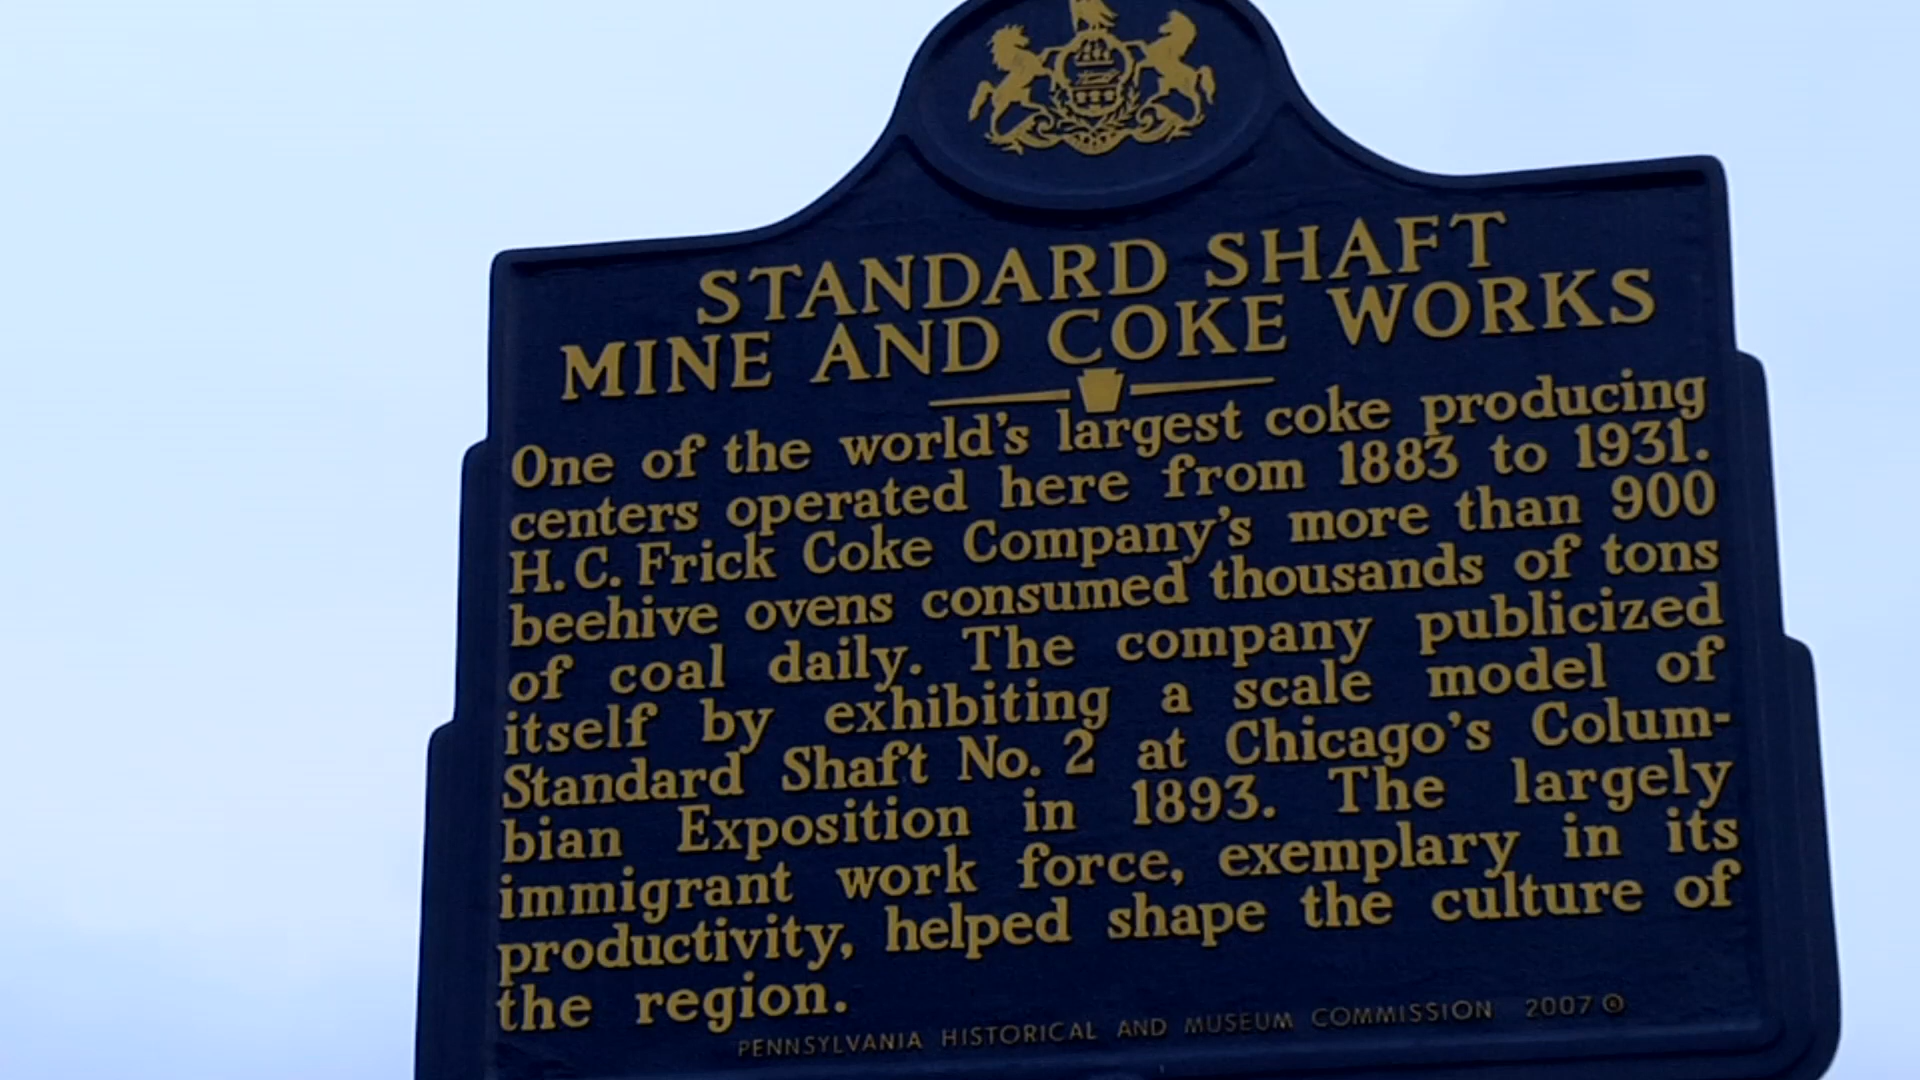 STANDARD SHAFT
MINE AND COKE WORKS
One of the world's largest coke producing
centers operated here from 1883 to 1931.
H.C. Frick Coke Company's more than 900
beehive ovens consumed thousands of tons
of coal daily. The company publicized
itself by exhibiting a scale model of
Standard Shaft No. 2 at Chicago's Colum-
bian Exposition in 1893. The largely
immigrant work force, exemplary in its
productivity, helped shape the culture of
the region.
PENNSYLVANIA HISTORICAL AND MUSEUM COMMISSION 2007 ®